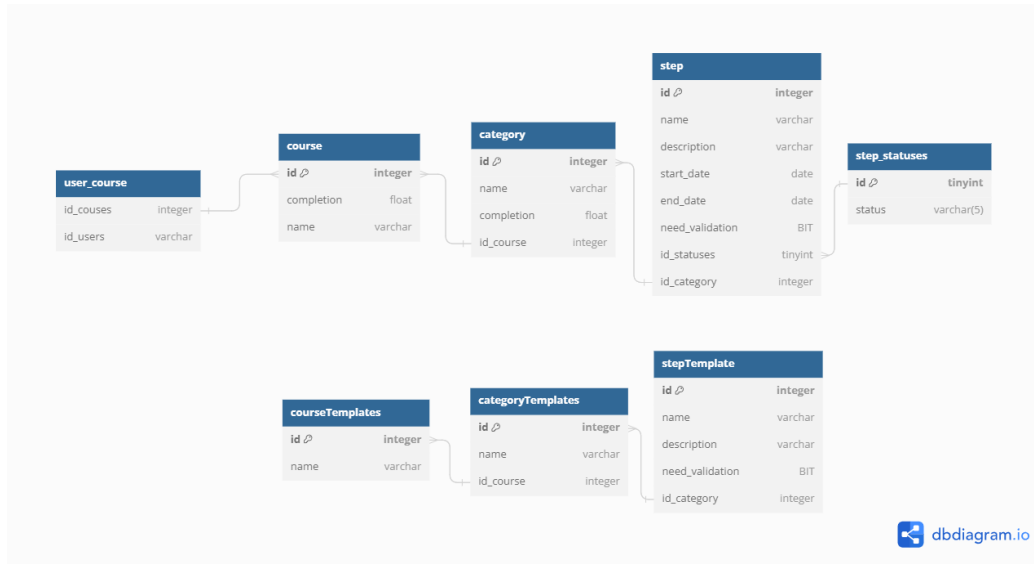 user_course
id_couses integer
id_users varchar
course
id integer
completion float
name varchar
category
id integer
name varchar
completion float
id_course integer
step
id integer
name varchar
description varchar
start_date date
end_date date
need_validation BIT
id_statuses tinyint
id_category integer
step_statuses
id tinyint
status varchar(5)
courseTemplates
id integer
name varchar
categoryTemplates
id integer
name varchar
id_course integer
stepTemplate
id integer
name varchar
description varchar
need_validation BIT
id_category integer
dbdiagram.io